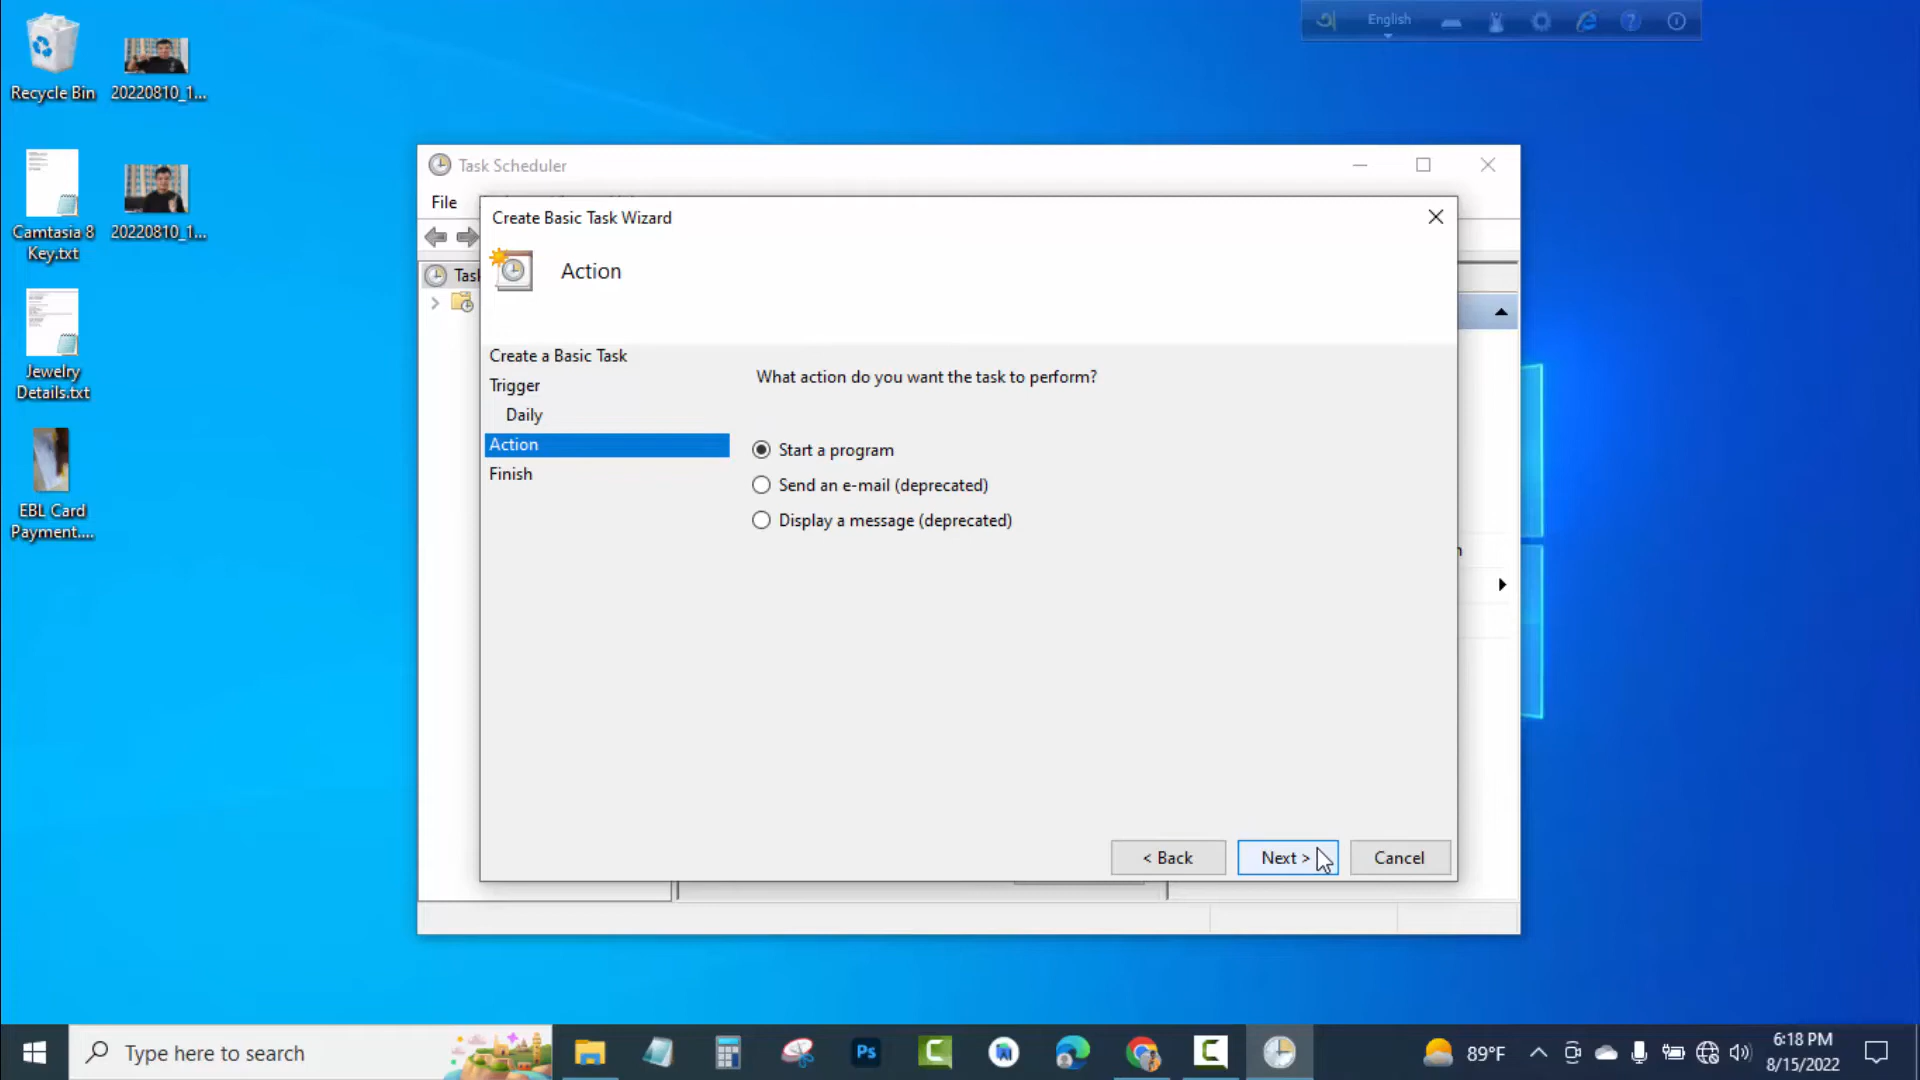 English
Recycle Bin
20220810_1...
Camtasia 8
Key.txt
20220810_1...
Jewelry
Details.txt
EBL Card
Payment....
Task Scheduler
File
Create Basic Task Wizard
Action
Create a Basic Task
Trigger
Daily
Action
Finish
What action do you want the task to perform?
Start a program
Send an e-mail (deprecated)
Display a message (deprecated)
< Back
Next >
Cancel
Type here to search
Ps
89°F
6:18 PM
8/15/2022